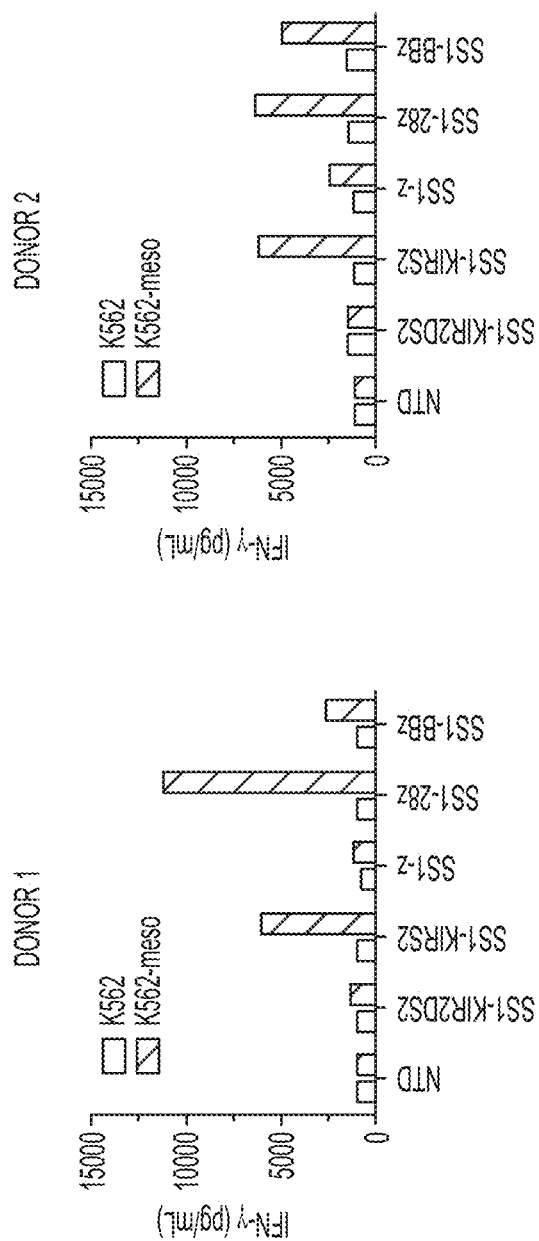 DONOR 1
K562
K562-meso
IFN-γ (pg/mL)
15000
10000
5000
0
NTD
SS1-KIR2DS2
SS1-KIRS2
SS1-z
SS1-28z
SS1-BBz
DONOR 2
K562
K562-meso
IFN-γ (pg/mL)
15000
10000
5000
0
NTD
SS1-KIR2DS2
SS1-KIRS2
SS1-z
SS1-28z
SS1-BBz